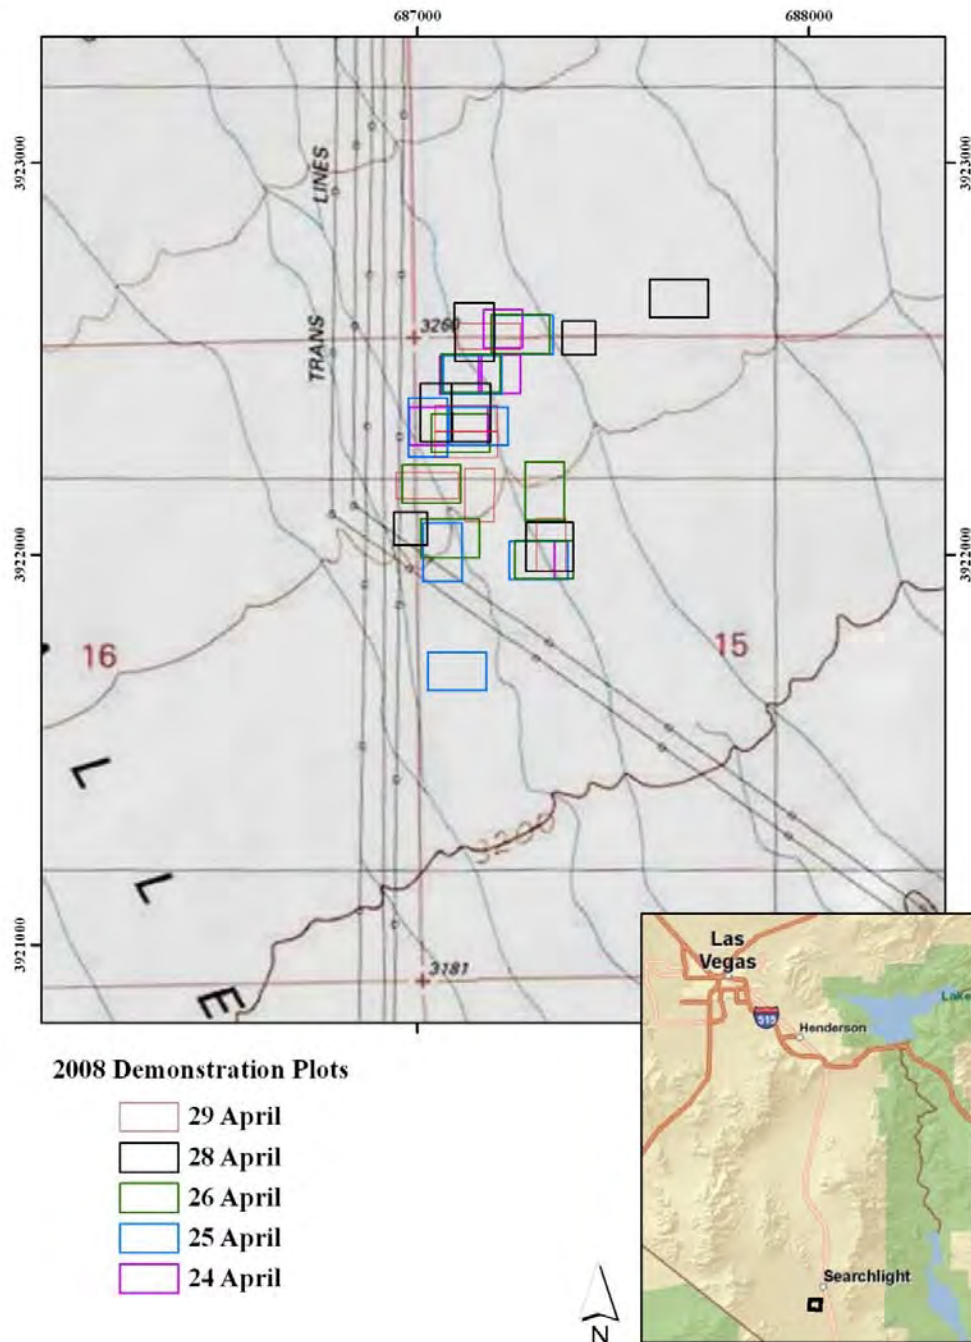 687000
688000
3923000
3923000
LINES
TRANS
3260
3922000
3922000
16
15
L
3200
L
3921000
3921000
3181
E
Las
Vegas
Lake
515
Henderson
Searchlight
2008 Demonstration Plots
29 April
28 April
26 April
25 April
24 April
N